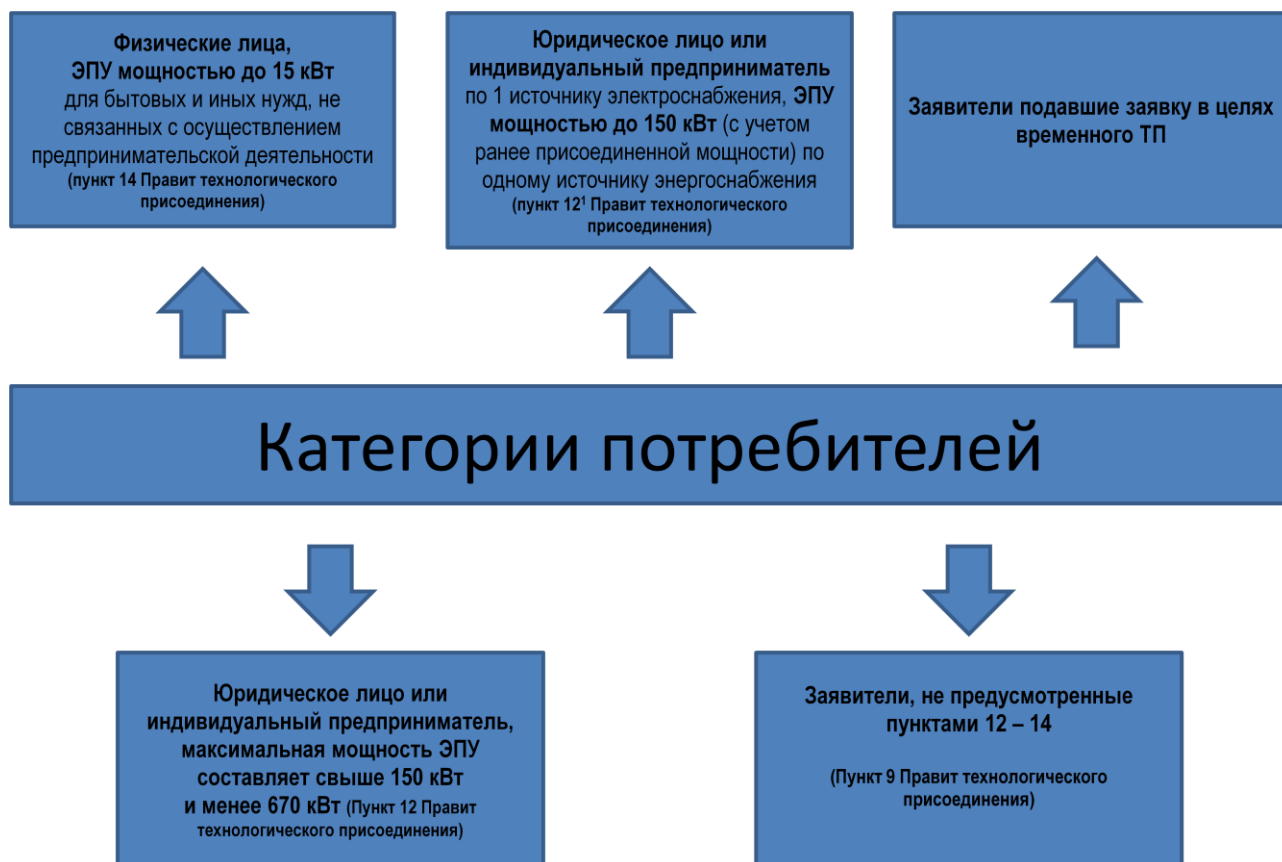 Физические лица,
ЭПУ мощностью до 15 кВт
для бытовых и иных нужд, не
связанных с осуществлением
предпринимательской деятельности
(пункт 14 Правит технологического
присоединения)
Юридическое лицо или
индивидуальный предприниматель
по 1 источнику электроснабжения, ЭПУ
мощностью до 150 кВт (с учетом
ранее присоединенной мощности) по
одному источнику энергоснабжения
(пункт 12¹ Правит технологического
присоединения)
Заявители подавшие заявку в целях
временного ТП
Категории потребителей
Юридическое лицо или
индивидуальный предприниматель,
максимальная мощность ЭПУ
составляет свыше 150 кВт
и менее 670 кВт (Пункт 12 Правит
технологического присоединения)
Заявители, не предусмотренные
пунктами 12 – 14
(Пункт 9 Правит технологического
присоединения)